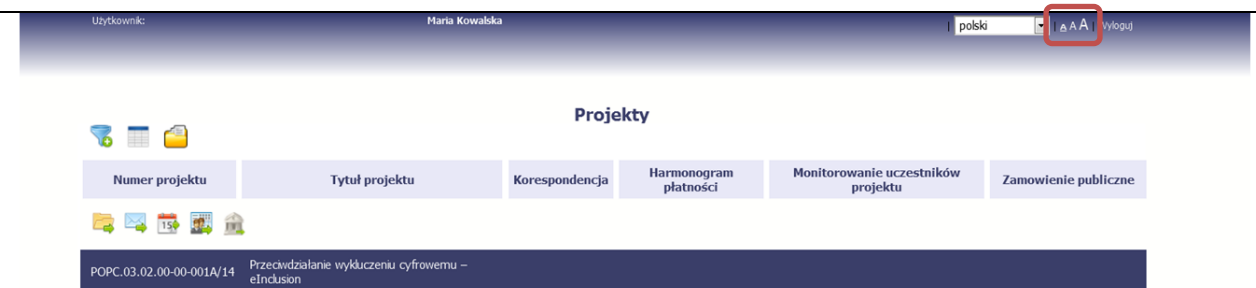 Użytkownik: Maria Kowalska | polski | A A A | Wyloguj
Projekty
Numer projektu Tytuł projektu Korespondencja Harmonogram płatności Monitorowanie uczestników projektu Zamowienie publiczne
15
POPC.03.02.00-00-001A/14 Przeciwdziałanie wykluczeniu cyfrowemu –
eInclusion